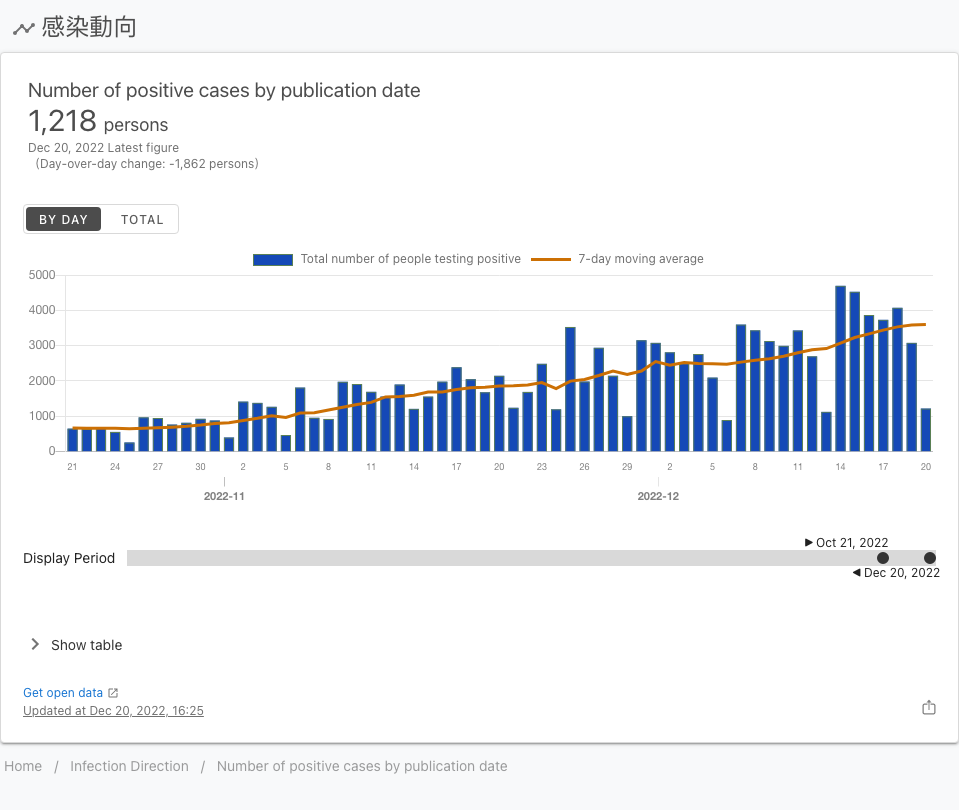 感染動向
Number of positive cases by publication date
1,218 persons
Dec 20, 2022 Latest figure
(Day-over-day change: -1,862 persons)
BY DAY TOTAL
Total number of people testing positive 7-day moving average
5000
4000
3000
2000
1000
0
21 24 27 30 2 5 8 11 14 17 20 23 26 29 2 5 8 11 14 17 20
2022-11 2022-12
Oct 21, 2022
Display Period
Dec 20, 2022
Show table
Get open data
Updated at Dec 20, 2022, 16:25
Home / Infection Direction / Number of positive cases by publication date